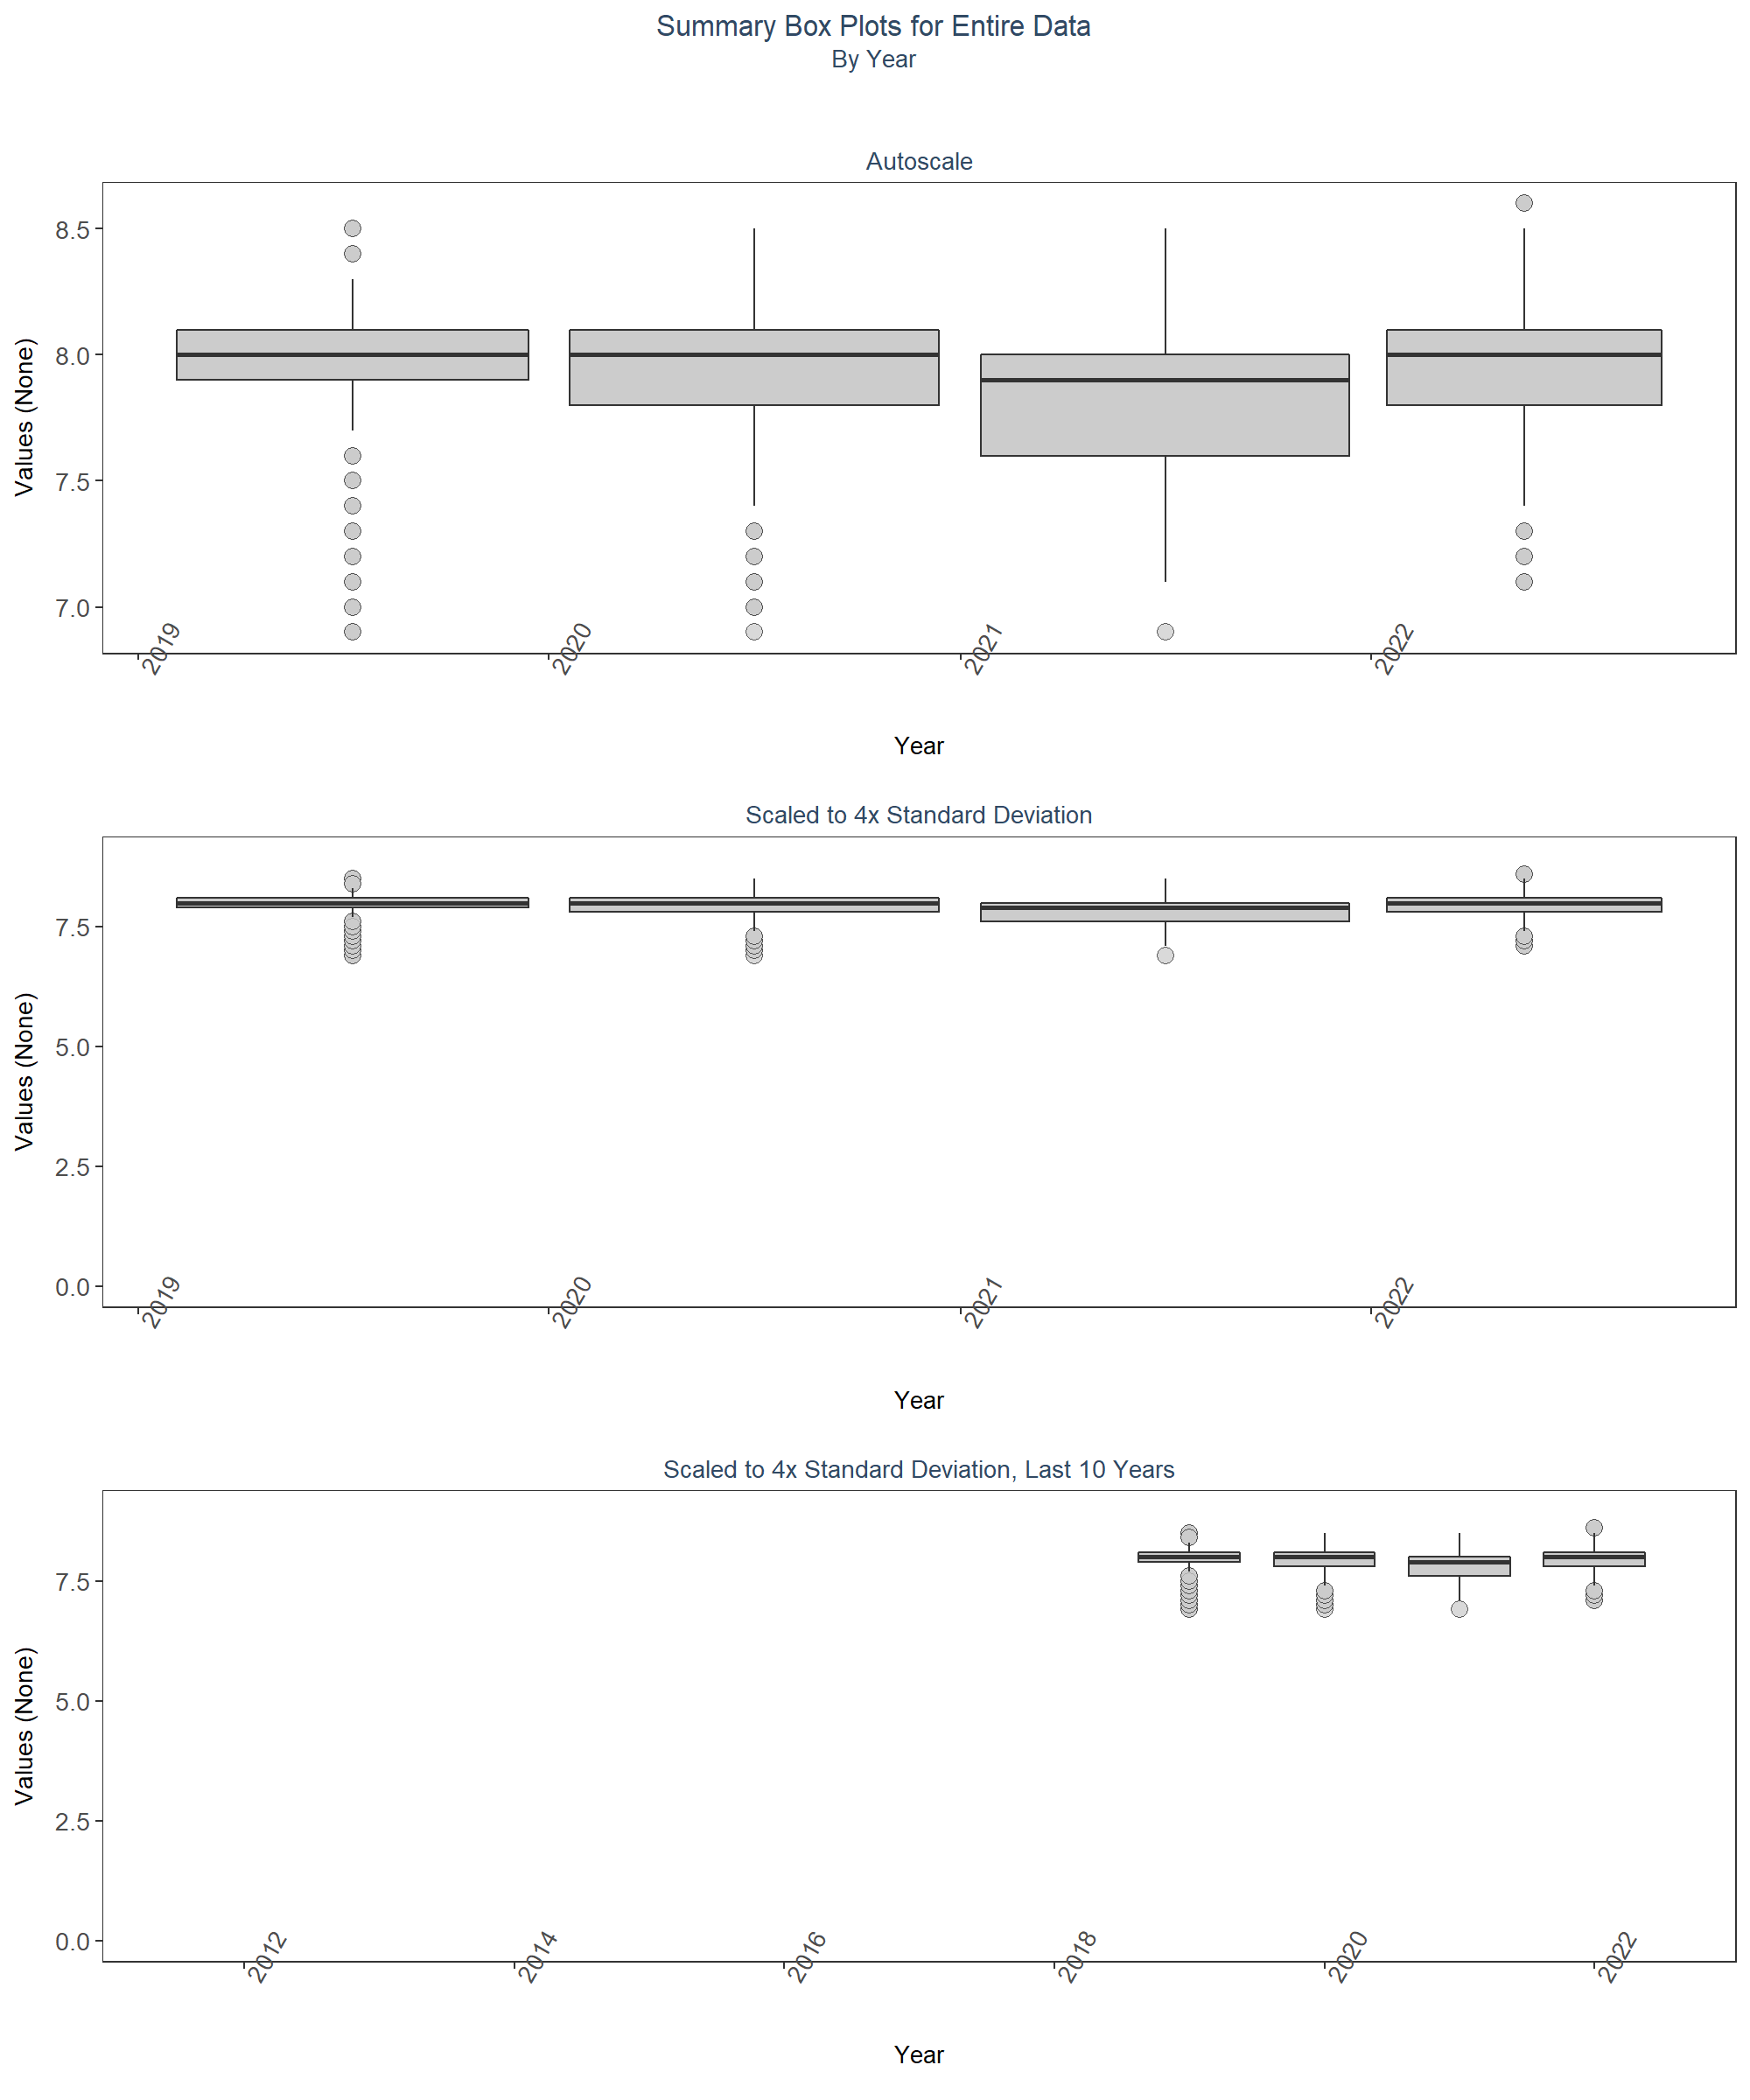 Summary Box Plots for Entire Data
By Year
Autoscale
Values (None)
8.5
8.0
7.5
7.0
2019
2020
2021
2022
Year
Scaled to 4x Standard Deviation
Values (None)
7.5
5.0
2.5
0.0
2019
2020
2021
2022
Year
Scaled to 4x Standard Deviation, Last 10 Years
Values (None)
7.5
5.0
2.5
0.0
2012
2014
2016
2018
2020
2022
Year